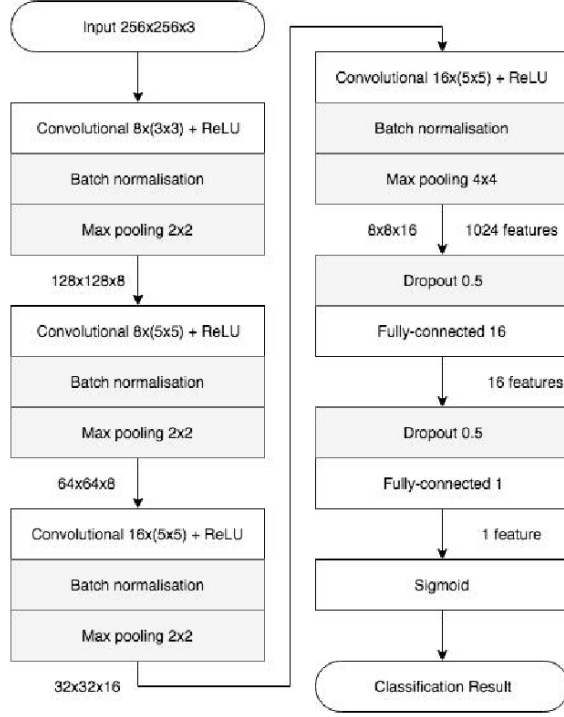 Input 256x256x3
Convolutional 8x(3x3) + ReLU
Batch normalisation
Max pooling 2x2
128x128x8
Convolutional 8x(5x5) + ReLU
Batch normalisation
Max pooling 2x2
64x64x8
Convolutional 16x(5x5) + ReLU
Batch normalisation
Max pooling 2x2
32x32x16
Convolutional 16x(5x5) + ReLU
Batch normalisation
Max pooling 4x4
8x8x16 1024 features
Dropout 0.5
Fully-connected 16
16 features
Dropout 0.5
Fully-connected 1
1 feature
Sigmoid
Classification Result